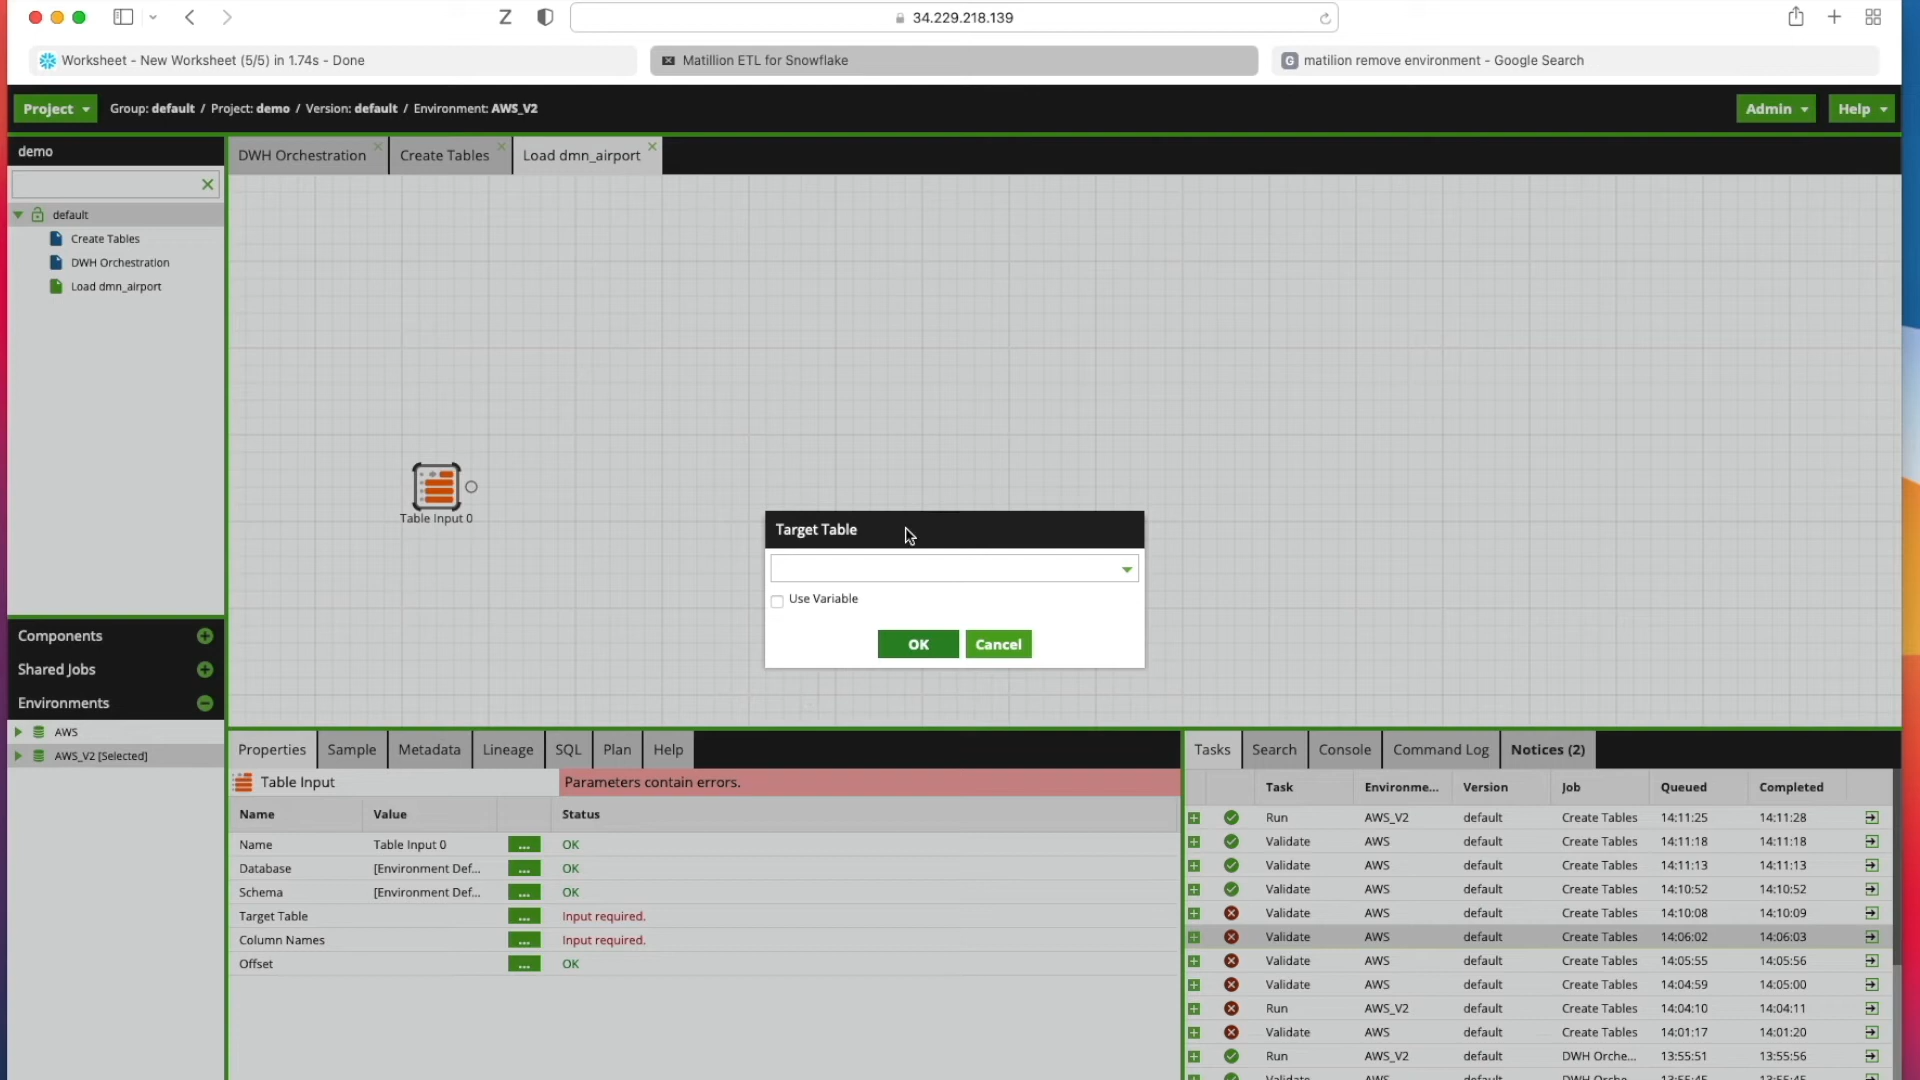 34.229.218.139
Worksheet - New Worksheet (5/5) in 1.74s - Done
Matillion ETL for Snowflake
G matilion remove environment - Google Search
Project Group: default / Project: demo / Version: default / Environment: AWS_V2
Admin Help
demo
DWH Orchestration Create Tables Load dmn_airport
default
Create Tables
DWH Orchestration
Load dmn_airport
Table Input 0
Target Table
Use Variable
OK Cancel
Components
Shared Jobs
Environments
AWS
AWS_V2 [Selected]
Properties Sample Metadata Lineage SQL Plan Help
Table Input Parameters contain errors.
Name Value Status
Name Table Input 0 ... OK
Database [Environment Def... ... OK
Schema [Environment Def... ... OK
Target Table ... Input required.
Column Names ... Input required.
Offset ... OK
Tasks Search Console Command Log Notices (2)
Task Environme... Version Job Queued Completed
Run AWS_V2 default Create Tables 14:11:25 14:11:28
Validate AWS default Create Tables 14:11:18 14:11:18
Validate AWS default Create Tables 14:11:13 14:11:13
Validate AWS default Create Tables 14:10:52 14:10:52
Validate AWS default Create Tables 14:10:08 14:10:09
Validate AWS default Create Tables 14:06:02 14:06:03
Validate AWS default Create Tables 14:05:55 14:05:56
Validate AWS default Create Tables 14:04:59 14:05:00
Run AWS_V2 default Create Tables 14:04:10 14:04:11
Validate AWS default Create Tables 14:01:17 14:01:20
Run AWS_V2 default DWH Orche... 13:55:51 13:55:56